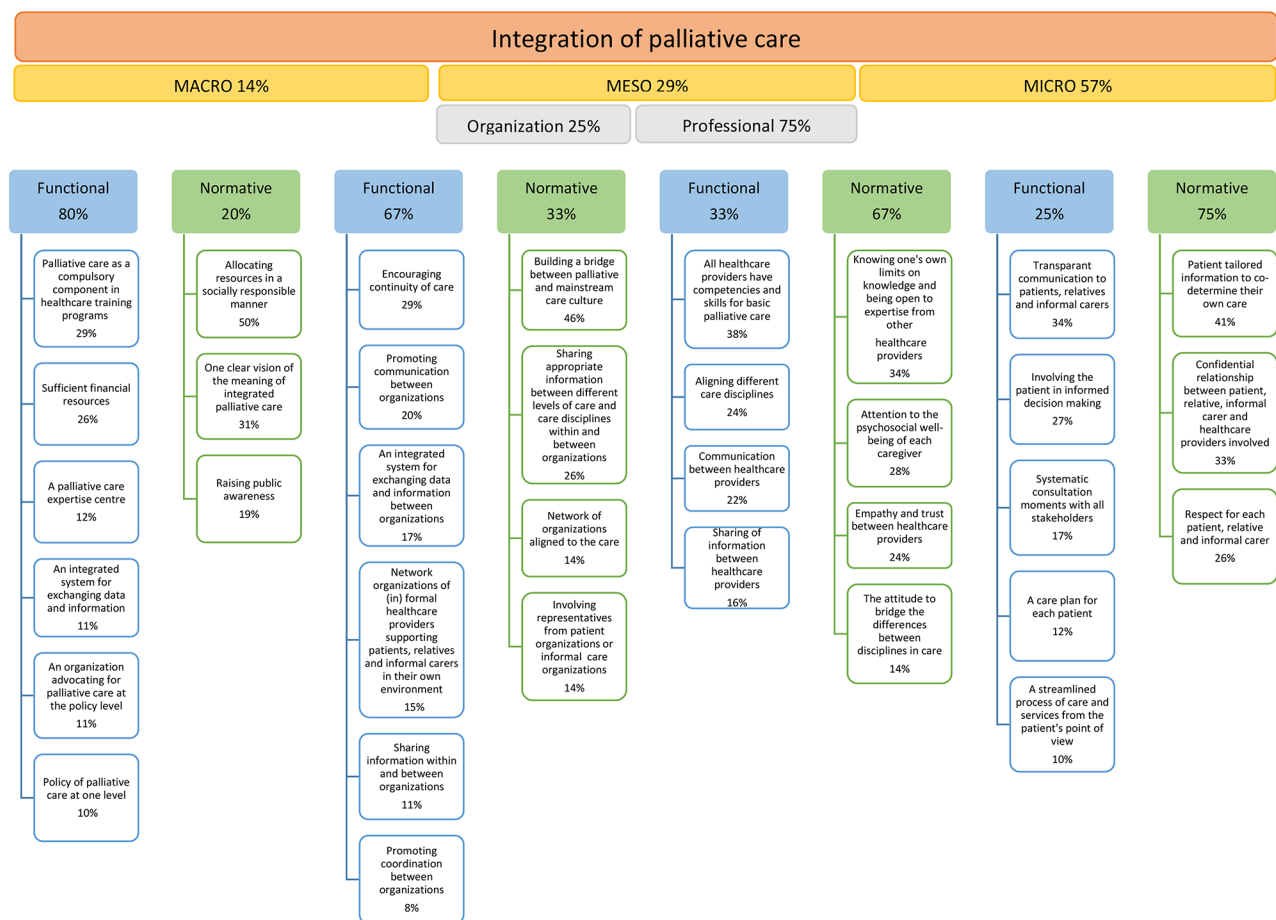 Integration of palliative care
MACRO 14%
MESO 29%
MICRO 57%
Organization 25%
Professional 75%
Functional
80%
Palliative care as a
compulsory
component in
healthcare training
programs
29%
Sufficient financial
resources
26%
A palliative care
expertise centre
12%
An integrated
system for
exchanging data
and information
11%
An organization
advocating for
palliative care at
the policy level
11%
Policy of palliative
care at one level
10%
Normative
20%
Allocating
resources in a
socially responsible
manner
50%
One clear vision of
the meaning of
integrated palliative
care
31%
Raising public
awareness
19%
Functional
67%
Encouraging
continuity of care
29%
Promoting
communication
between
organizations
20%
An integrated
system for
exchanging data
and information
between
organizations
17%
Network
organizations of
(in) formal
healthcare
providers
supporting
patients, relatives
and informal carers
in their own
environment
15%
Sharing
information within
and between
organizations
11%
Promoting
coordination
between
organizations
8%
Normative
33%
Building a bridge
between palliative
and mainstream
care culture
46%
Sharing
appropriate
information
between different
levels of care and
care disciplines
within and
between
organizations
26%
Network of
organizations
aligned to the care
14%
Involving
representatives
from patient
organizations or
informal care
organizations
14%
Functional
33%
All healthcare
providers have
competencies and
skills for basic
palliative care
38%
Aligning different
care disciplines
24%
Communication
between healthcare
providers
22%
Sharing of
information
between
healthcare
providers
16%
Normative
67%
Knowing one's own
limits on
knowledge and
being open to
expertise from
other
healthcare
providers
34%
Attention to the
psychosocial well-
being of each
caregiver
28%
Empathy and trust
between healthcare
providers
24%
The attitude to
bridge the
differences
between
disciplines in care
14%
Functional
25%
Transparant
communication to
patients, relatives
and informal carers
34%
Involving the
patient in informed
decision making
27%
Systematic
consultation
moments with all
stakeholders
17%
A care plan for
each patient
12%
A streamlined
process of care and
services from the
patient's point of
view
10%
Normative
75%
Patient tailored
information to co-
determine their
own care
41%
Confidential
relationship
between patient,
relative, informal
carer and
healthcare
providers involved
33%
Respect for each
patient, relative
and informal carer
26%